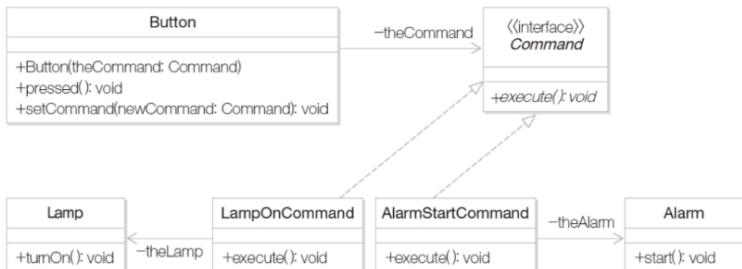 Button
+Button(theCommand: Command)
+pressed(): void
+setCommand(newCommand: Command): void
-theCommand
《interface》
Command
+execute(): void
Lamp
+turnOn(): void
-theLamp
LampOnCommand
+execute(): void
AlarmStartCommand
+execute(): void
-theAlarm
Alarm
+start(): void